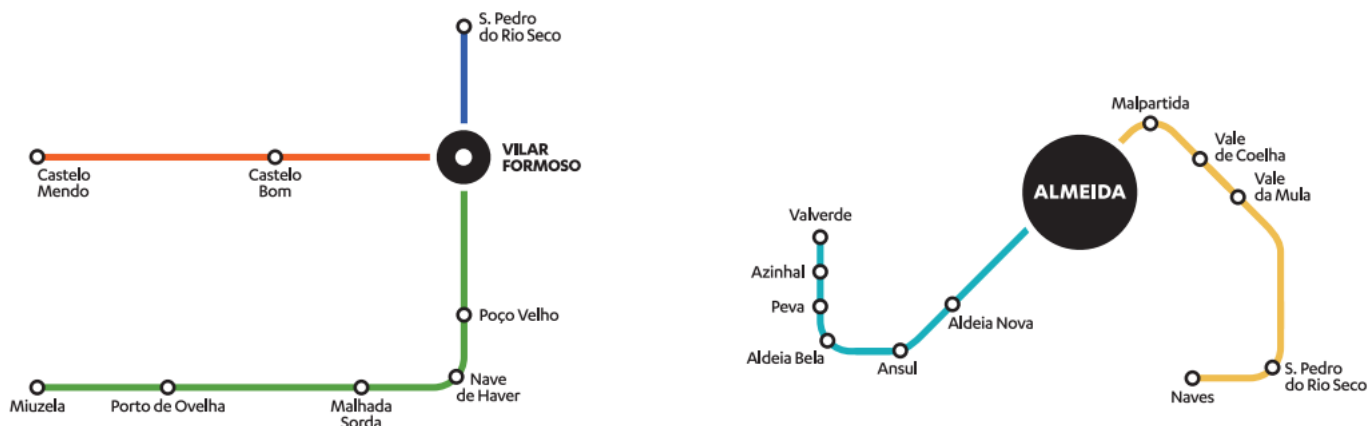 S. Pedro
do Rio Seco
VILAR
FORMOSO
Castelo
Mendo
Castelo
Bom
Poço Velho
Nave
de Haver
Miuzela
Porto de Ovelha
Malhada
Sorda
Malpartida
Vale
de Coelha
Vale
da Mula
ALMEIDA
Valverde
Azinhal
Peva
Aldeia Bela
Ansul
Aldeia Nova
S. Pedro
do Rio Seco
Naves